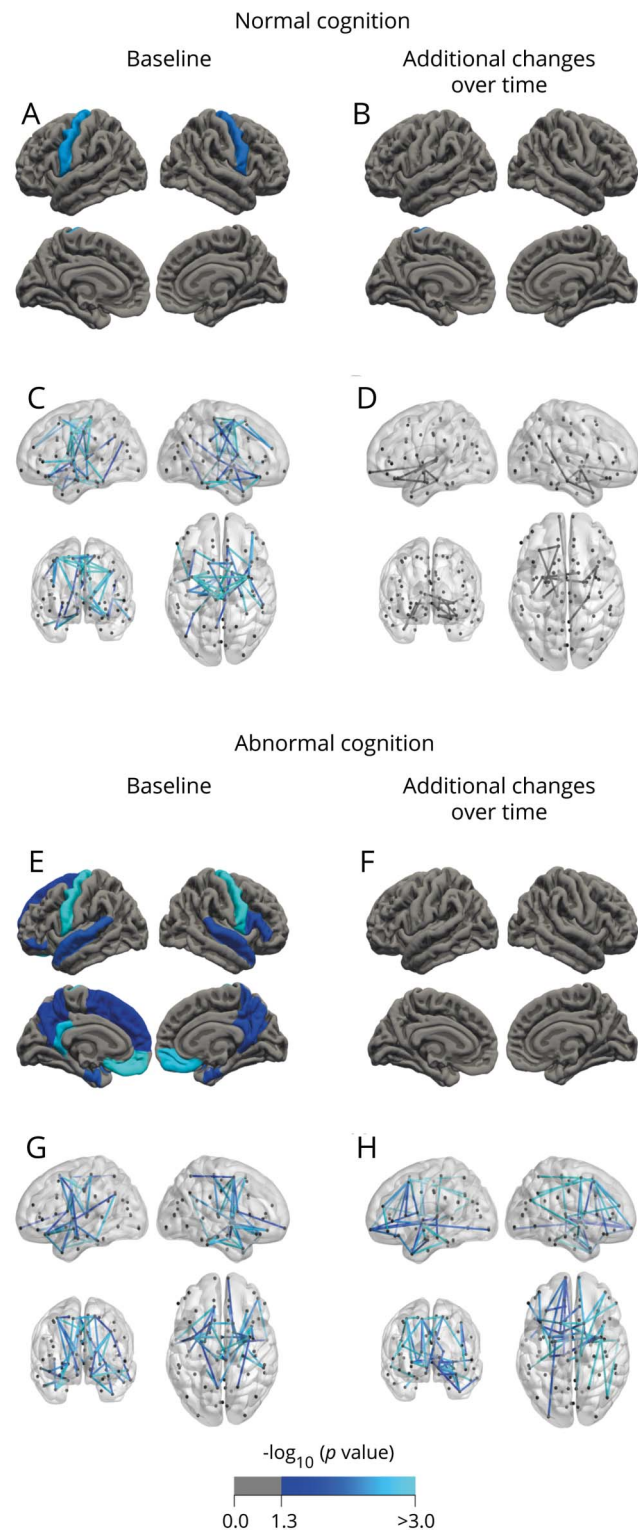 Normal cognition
Baseline
Additional changes
over time
A
B
C
D
Abnormal cognition
Baseline
Additional changes
over time
E
F
G
H
-log10 (p value)
0.0 1.3 >3.0